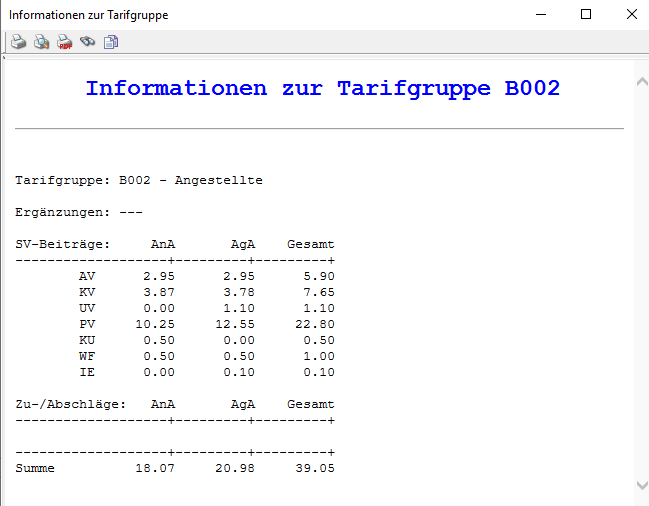 Informationen zur Tarifgruppe
PDF
Informationen zur Tarifgruppe B002
Tarifgruppe: B002 - Angestellte
Ergänzungen: ---
SV-Beiträge: AnA AgA Gesamt
-------------------+---------+---------+
AV 2.95 2.95 5.90
KV 3.87 3.78 7.65
UV 0.00 1.10 1.10
PV 10.25 12.55 22.80
KU 0.50 0.00 0.50
WF 0.50 0.50 1.00
IE 0.00 0.10 0.10
Zu-/Abschläge: AnA AgA Gesamt
-------------------+---------+---------+
-------------------+---------+---------+
Summe 18.07 20.98 39.05